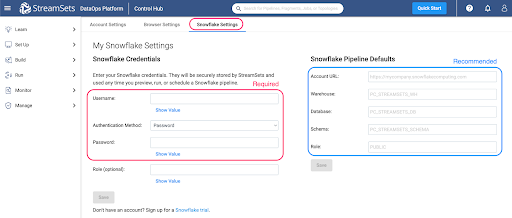 StreamSets DataOps Platform Control Hub
Quick Start
Account Settings Browser Settings Snowflake Settings
Learn
Set Up
Build
Run
Monitor
Manage
My Snowflake Settings
Snowflake Credentials
Enter your Snowflake credentials. They will be securely stored by StreamSets and
used any time you preview, run, or schedule a Snowflake pipeline.
Required
Username:
Show Value
Authentication Method: Password
Password:
Show Value
Role (optional):
Show Value
Save
Don't have an account? Sign up for a Snowflake trial.
Snowflake Pipeline Defaults
Recommended
Account URL: https://mycompany.snowflakecomputing.com
Warehouse: PC_STREAMSETS_WH
Database: PC_STREAMSETS_DB
Schema: PC_STREAMSETS_SCHEMA
Role: PUBLIC
Save